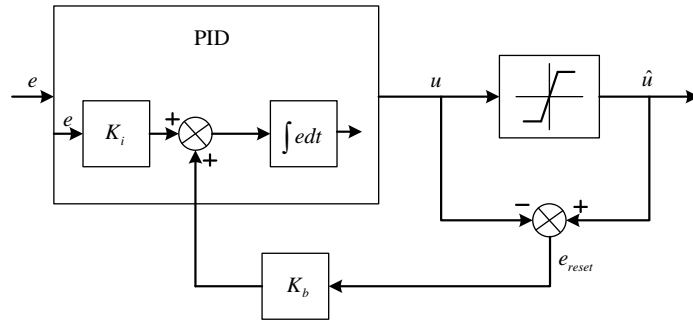 PID
e
u
û
e
K_i
+
+
∫edt
−
+
e_reset
K_b